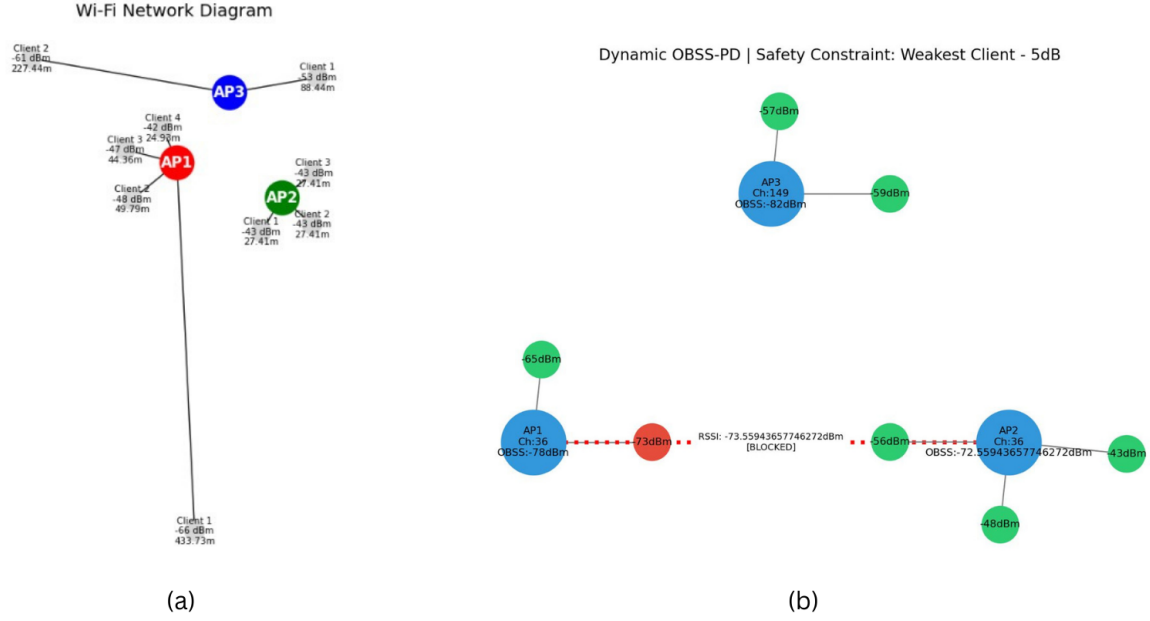 Wi-Fi Network Diagram
Client 2
-61 dBm
227.44m
Client 1
-53 dBm
88.44m
AP3
Client 4
-42 dBm
24.93m
Client 3
-47 dBm
44.36m
AP1
Client 2
-48 dBm
49.79m
Client 3
-43 dBm
27.41m
AP2
Client 1
-43 dBm
27.41m
Client 2
-43 dBm
27.41m
Client 1
-66 dBm
433.73m
(a)
Dynamic OBSS-PD | Safety Constraint: Weakest Client - 5dB
-57dBm
AP3
Ch:149
OBSS:-82dBm
-59dBm
-65dBm
AP1
Ch:36
OBSS:-78dBm
-73dBm
RSSI: -73.55943657746272dBm
[BLOCKED]
-56dBm
AP2
Ch:36
OBSS:-72.55943657746272dBm
-43dBm
-48dBm
(b)